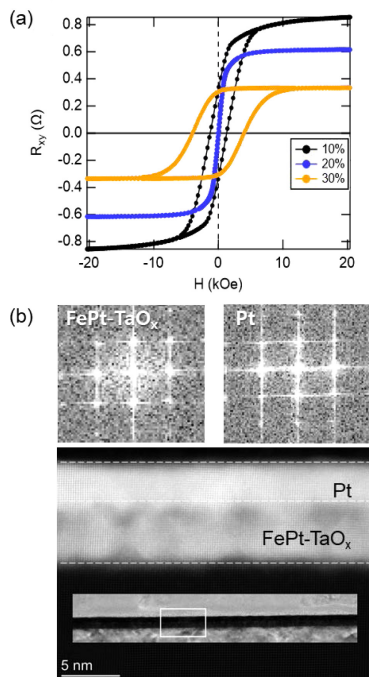 (a)
0.8
0.6
0.4
0.2
0.0
-0.2
-0.4
-0.6
-0.8
Rxy (Ω)
10%
20%
30%
-20 -10 0 10 20
H (kOe)
(b)
FePt-TaOx
Pt
Pt
FePt-TaOx
5 nm